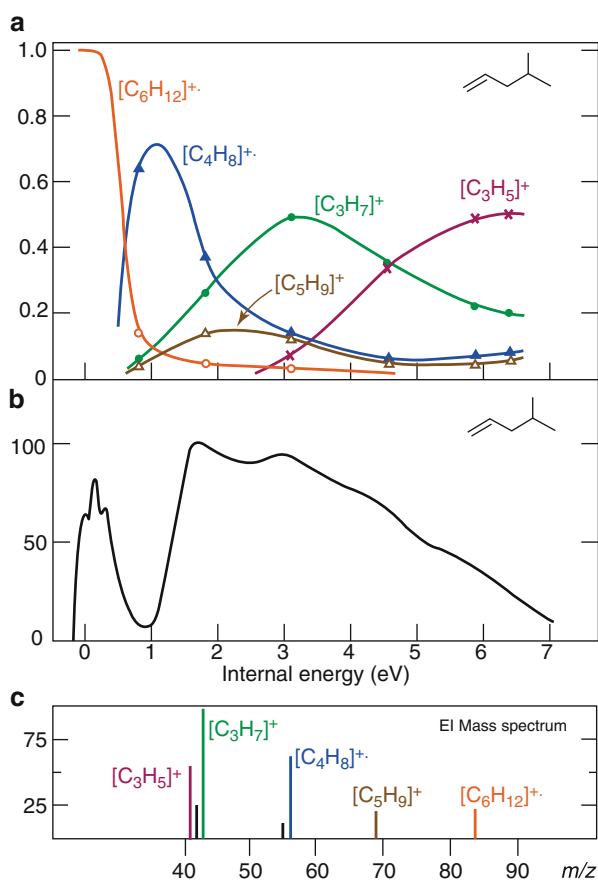 a
1.0
[C₆H₁₂]⁺·
0.8
[C₄H₈]⁺·
0.6
[C₃H₇]⁺
[C₃H₅]⁺
0.4
[C₅H₉]⁺
0.2
0
b
100
50
0
0 1 2 3 4 5 6 7
Internal energy (eV)
c
EI Mass spectrum
75
[C₃H₇]⁺
[C₃H₅]⁺
[C₄H₈]⁺·
[C₅H₉]⁺
[C₆H₁₂]⁺·
25
40 50 60 70 80 90 m/z